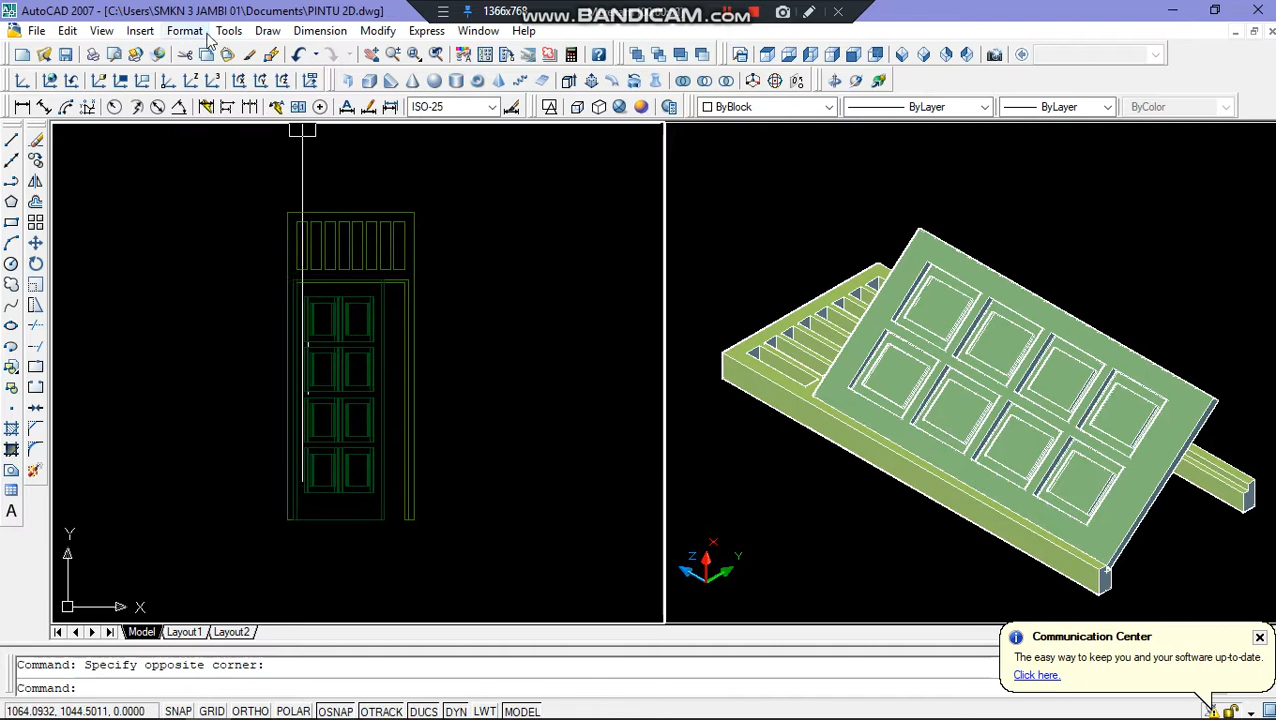 AutoCAD 2007 - [C:\Users\SMKN 3 JAMBI 01\Documents\PINTU 2D.dwg]
1366x768
www.BANDICAM.com
File Edit View Insert Format Tools Draw Dimension Modify Express Window Help
ISO-25
ByBlock
ByLayer
ByLayer
ByColor
Y
X
X
Z
Y
Model Layout1 Layout2
Communication Center
The easy way to keep you and your software up-to-date.
Click here.
Command: Specify opposite corner:
Command:
1064.0932, 1044.5011, 0.0000 SNAP GRID ORTHO POLAR OSNAP OTRACK DUCS DYN LWT MODEL
A